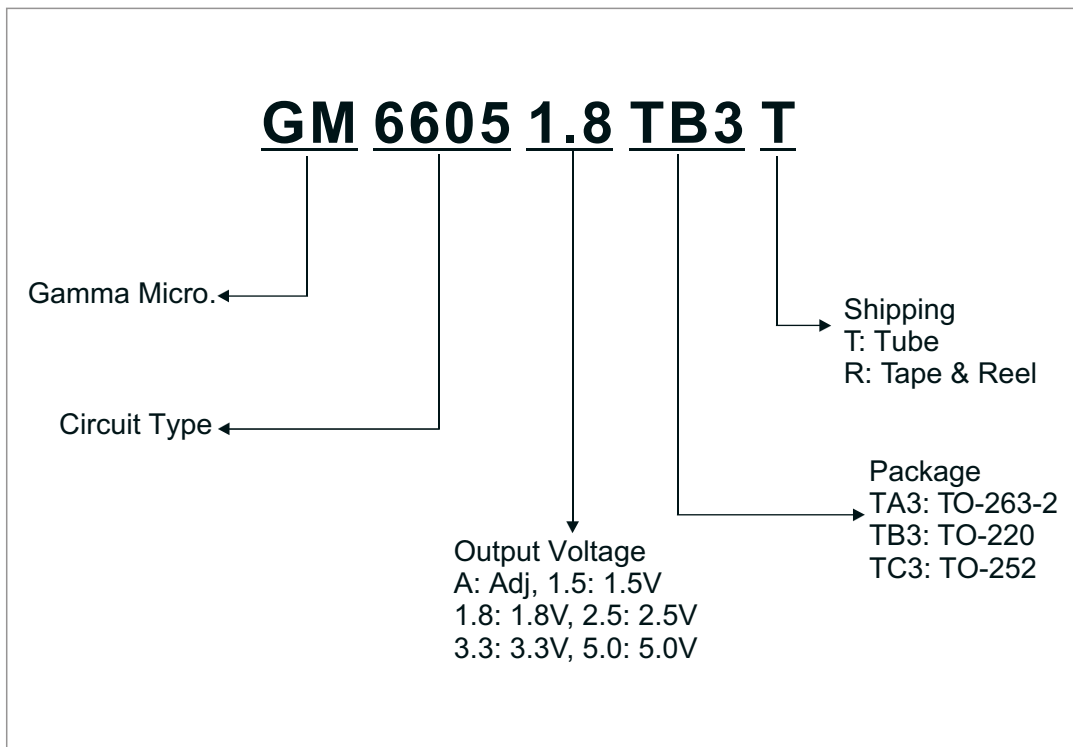 GM 6605 1.8 TB3 T
Gamma Micro.
Shipping
T: Tube
R: Tape & Reel
Circuit Type
Package
TA3: TO-263-2
TB3: TO-220
TC3: TO-252
Output Voltage
A: Adj, 1.5: 1.5V
1.8: 1.8V, 2.5: 2.5V
3.3: 3.3V, 5.0: 5.0V